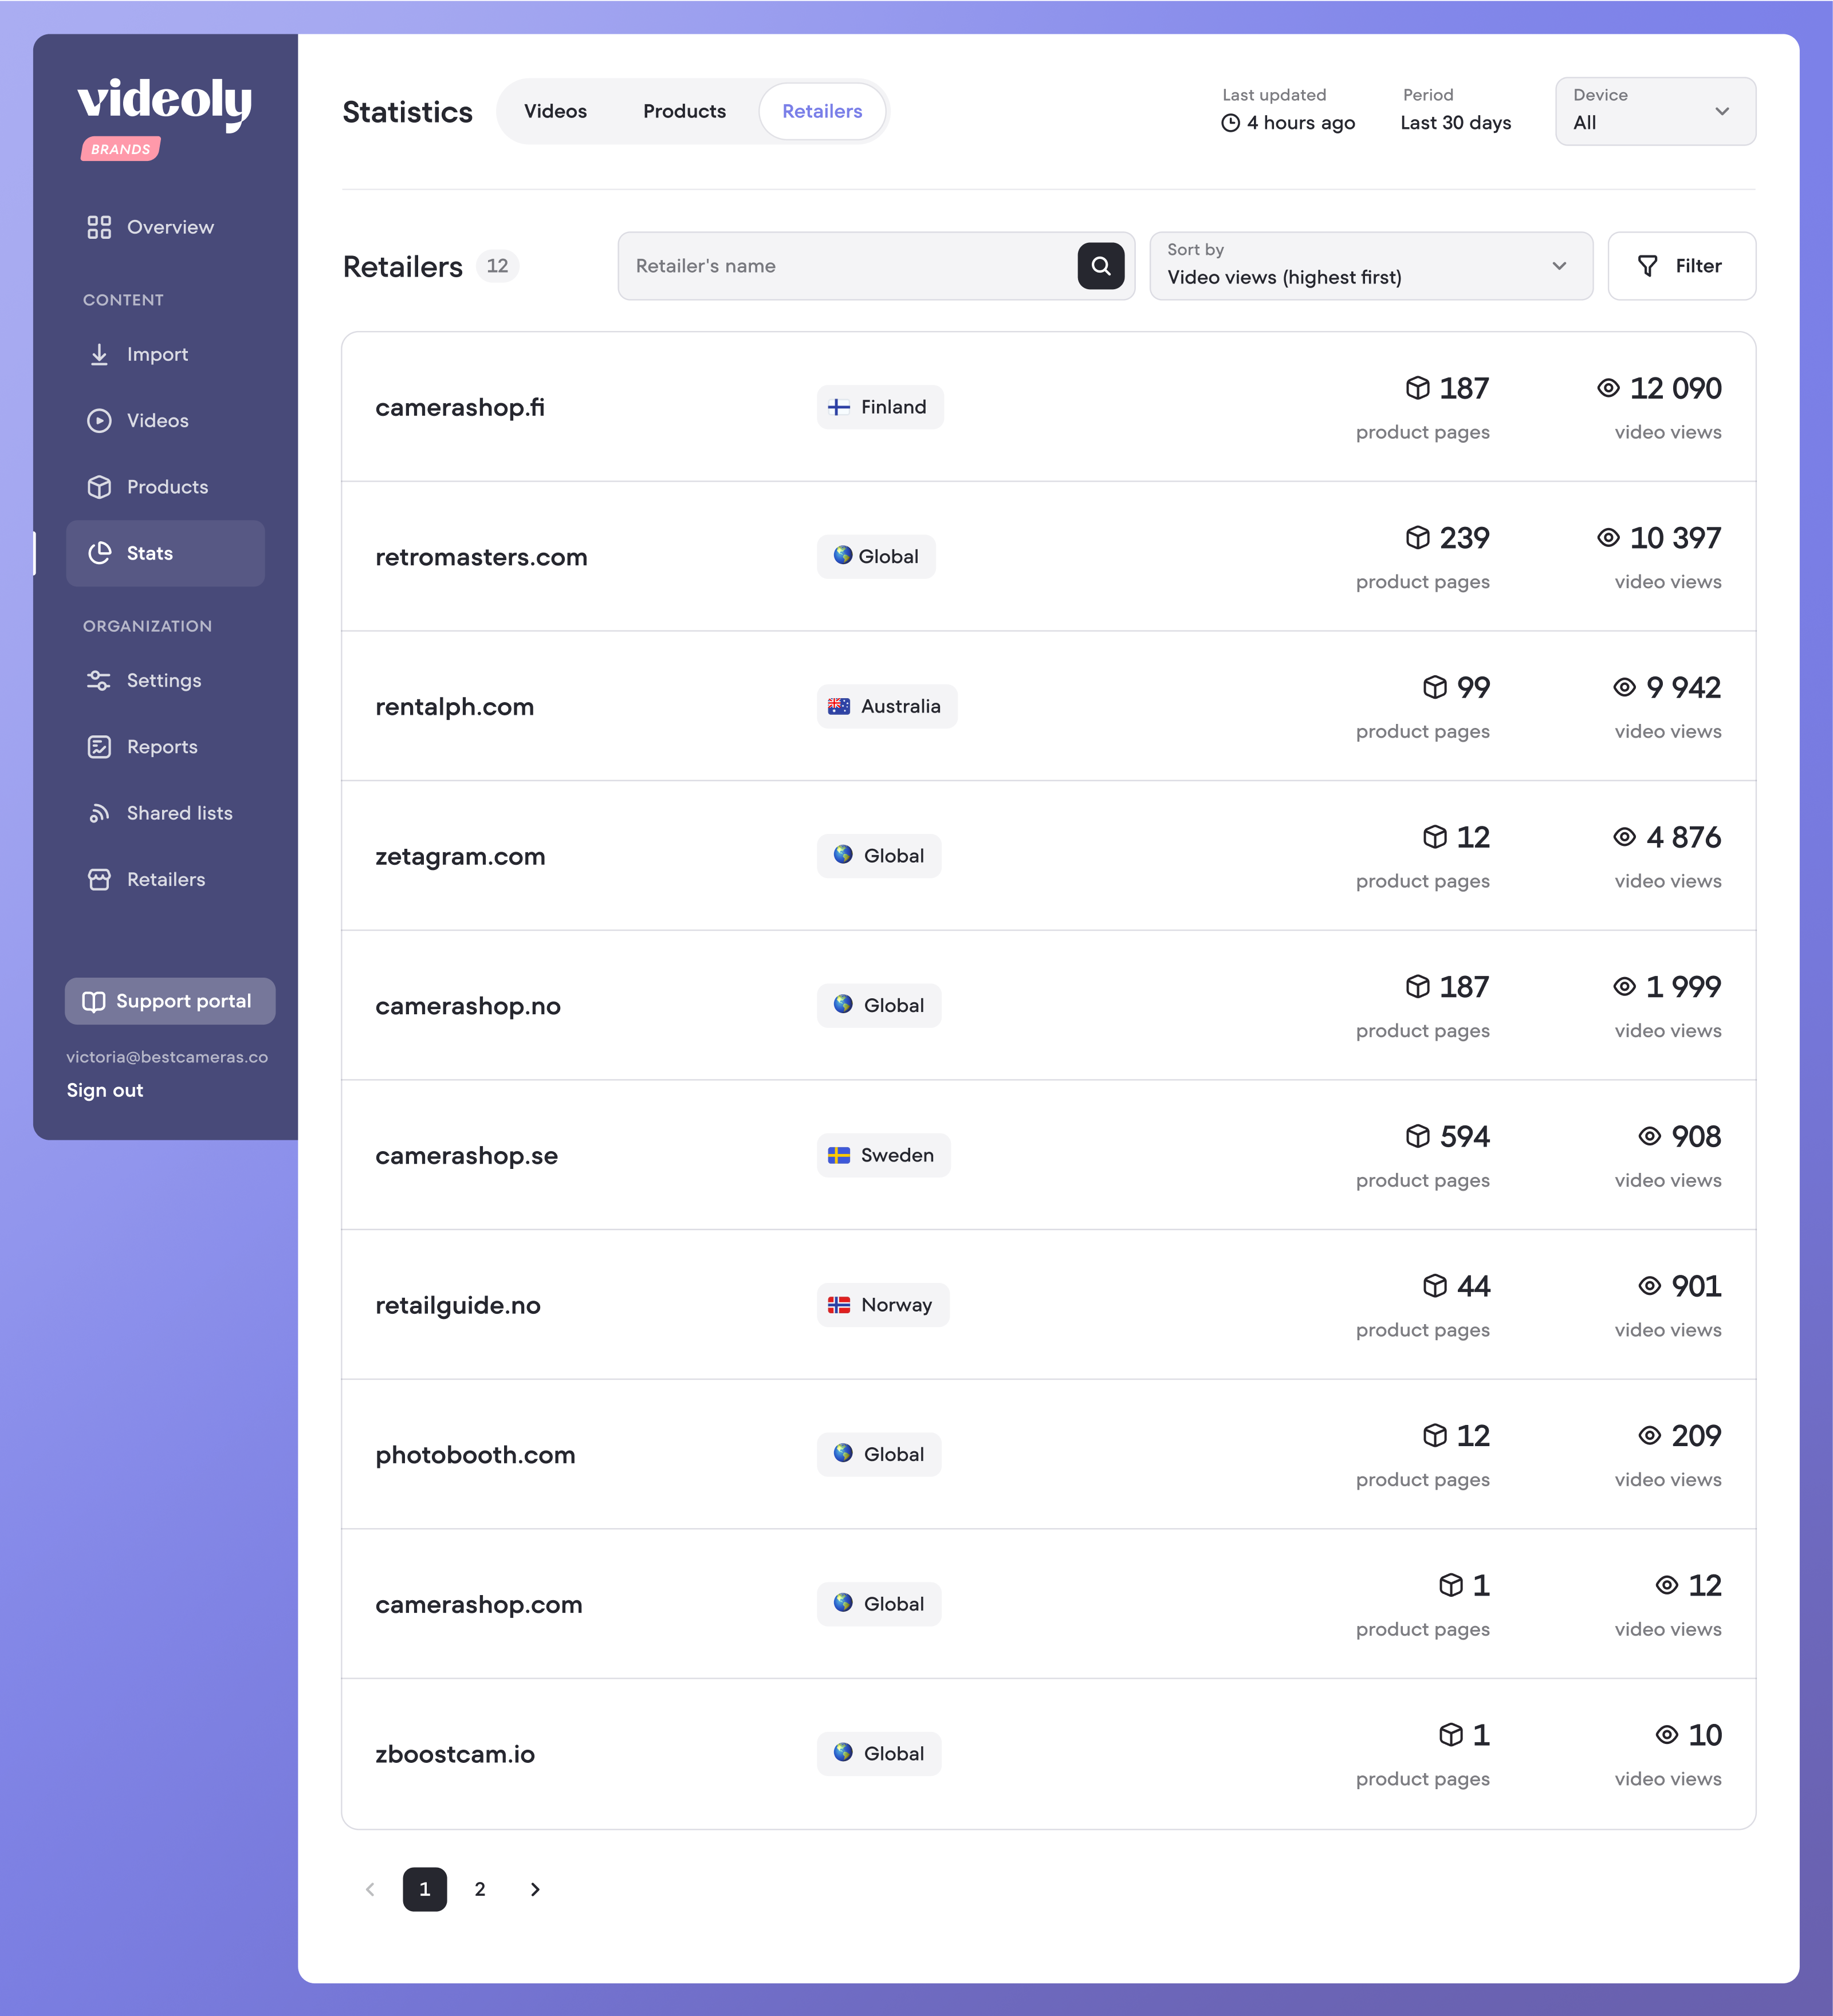 videoly
BRANDS
Overview
CONTENT
Import
Videos
Products
Stats
ORGANIZATION
Settings
Reports
Shared lists
Retailers
Support portal
victoria@bestcameras.co
Sign out
Statistics
Videos
Products
Retailers
Last updated
4 hours ago
Period
Last 30 days
Device
All
Retailers 12
Retailer's name
Sort by
Video views (highest first)
Filter
camerashop.fi
Finland
187
product pages
12 090
video views
retromasters.com
Global
239
product pages
10 397
video views
rentalph.com
Australia
99
product pages
9 942
video views
zetagram.com
Global
12
product pages
4 876
video views
camerashop.no
Global
187
product pages
1 999
video views
camerashop.se
Sweden
594
product pages
908
video views
retailguide.no
Norway
44
product pages
901
video views
photobooth.com
Global
12
product pages
209
video views
camerashop.com
Global
1
product pages
12
video views
zboostcam.io
Global
1
product pages
10
video views
1 2